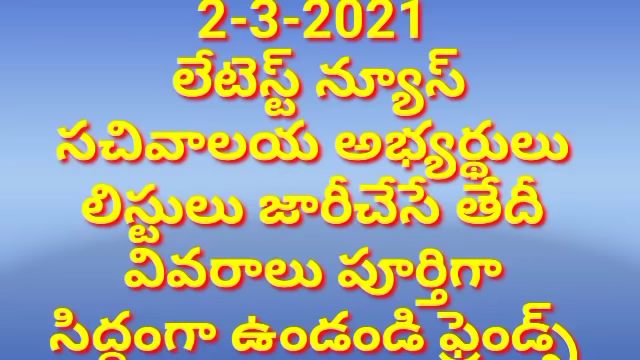 2-3-2021
లేటెస్ట్ న్యూస్
సచివాలయ అభ్యర్థులు
లిస్టులు జారీచేసే తేదీ
వివరాలు పూర్తిగా
సిద్ధంగా ఉండండి ఫ్రెండ్స్